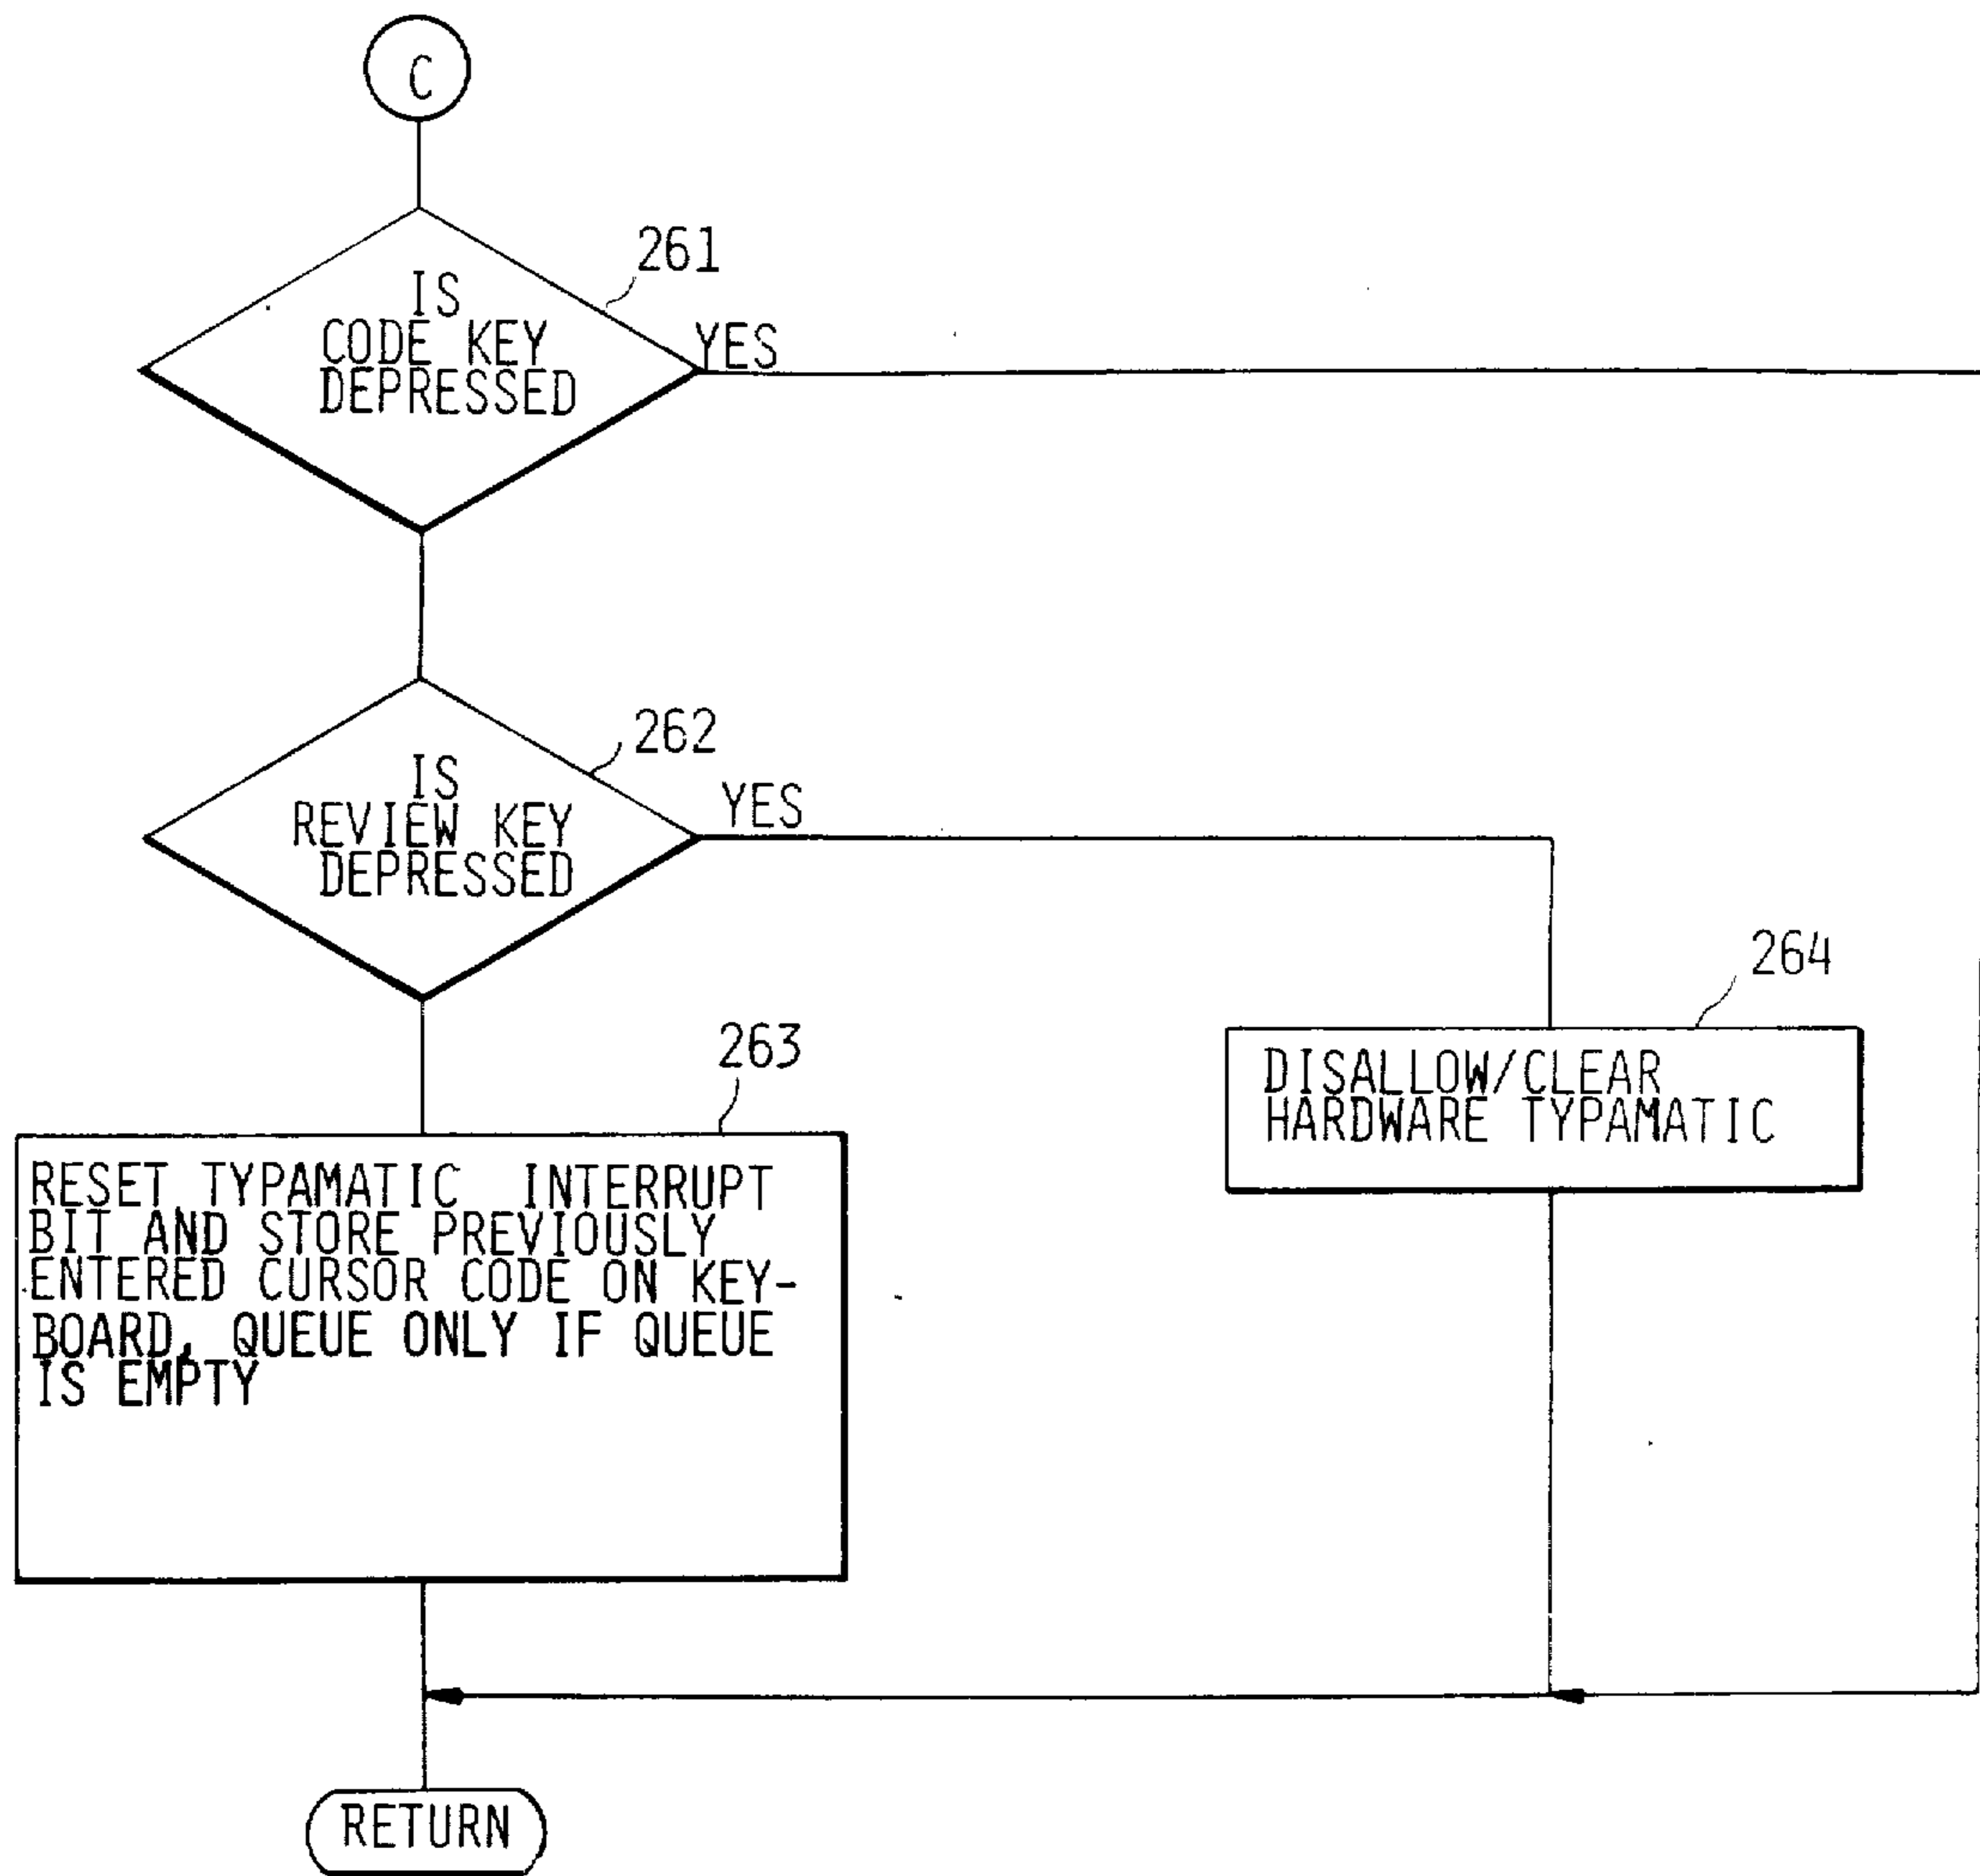 C
261
IS
CODE KEY
DEPRESSED
YES
262
IS
REVIEW KEY
DEPRESSED
YES
264
DISALLOW/CLEAR
HARDWARE TYPAMATIC
263
RESET TYPAMATIC INTERRUPT
BIT AND STORE PREVIOUSLY
ENTERED CURSOR CODE ON KEY-
BOARD, QUEUE ONLY IF QUEUE
IS EMPTY
RETURN